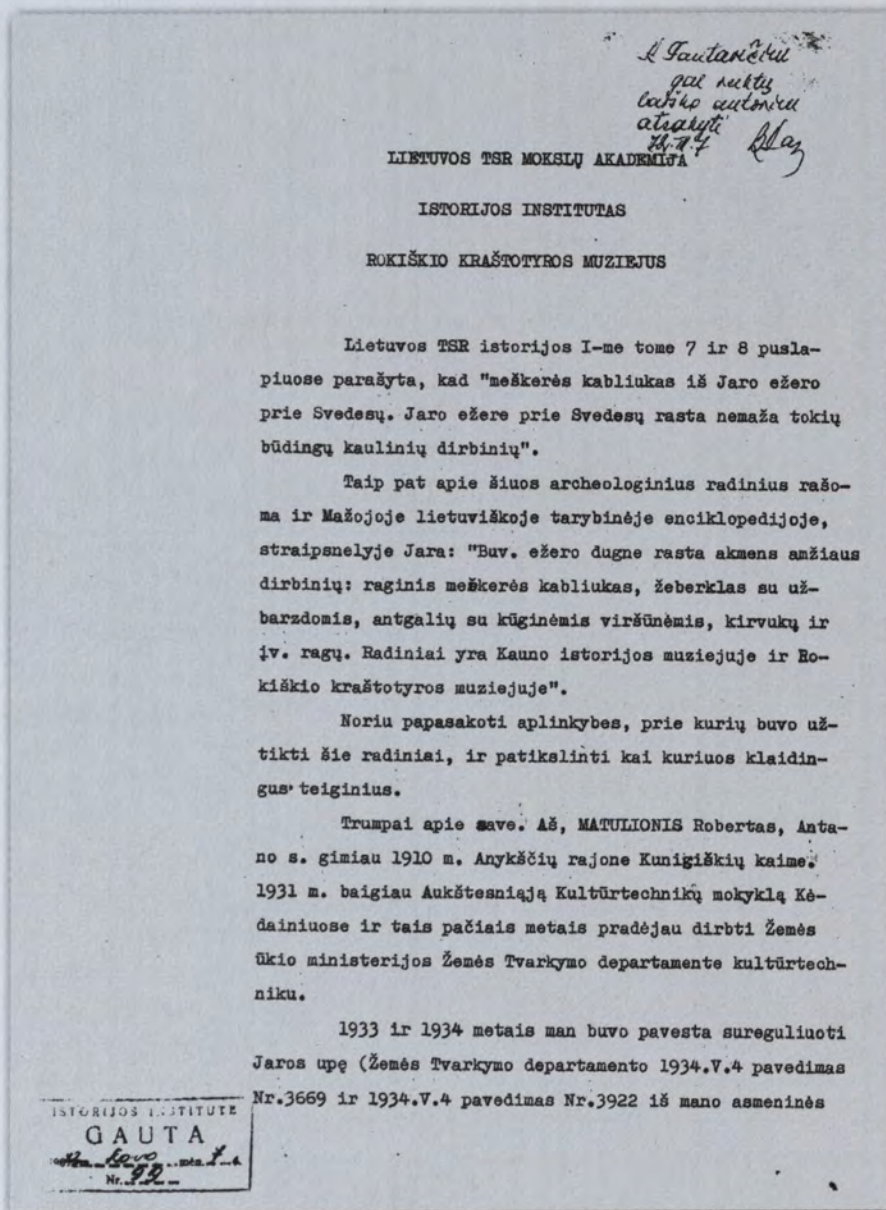 gal rastų
laiško autoriui
atsakyti
LIETUVOS TSR MOKSLŲ AKADEMIJA
ISTORIJOS INSTITUTAS
ROKIŠKIO KRAŠTOTYROS MUZIEJUS
Lietuvos TSR istorijos I-me tome 7 ir 8 pusla-
piuose parašyta, kad "meškerės kabliukas iš Jaro ežero
prie Svedesų. Jaro ežere prie Svedesų rasta nemaža tokių
būdingų kaulinių dirbinių".
Taip pat apie šiuos archeologinius radinius rašo-
ma ir Mažojoje lietuviškoje tarybinėje enciklopedijoje,
straipsnelyje Jara: "Buv. ežero dugne rasta akmens amžiaus
dirbinių: raginis meškerės kabliukas, žeberklas su už-
barzdomis, antgalių su kūginėmis viršūnėmis, kirvukų ir
įv. ragų. Radiniai yra Kauno istorijos muziejuje ir Ro-
kiškio kraštotyros muziejuje".
Noriu papasakoti aplinkybes, prie kurių buvo už-
tikti šie radiniai, ir patikslinti kai kuriuos klaidin-
gus teiginius.
Trumpai apie save. Aš, MATULIONIS Robertas, Anta-
no s. gimiau 1910 m. Anykščių rajone Kunigiškių kaime.
1931 m. baigiau Aukštesniąją Kultūrtechnikų mokyklą Kė-
dainiuose ir tais pačiais metais pradėjau dirbti Žemės
ūkio ministerijos Žemės Tvarkymo departamente kultūrtech-
niku.
1933 ir 1934 metais man buvo pavesta sureguliuoti
Jaros upę (Žemės Tvarkymo departamento 1934.V.4 pavedimas
Nr.3669 ir 1934.V.4 pavedimas Nr.3922 iš mano asmeninės
ISTORIJOS INSTITUTE
GAUTA
kovo mėn. 7 d.
Nr. 99